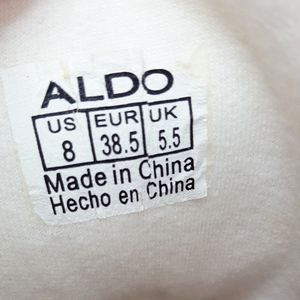 ALDO
US EUR UK
8 38.5 5.5
Made in China
Hecho en China